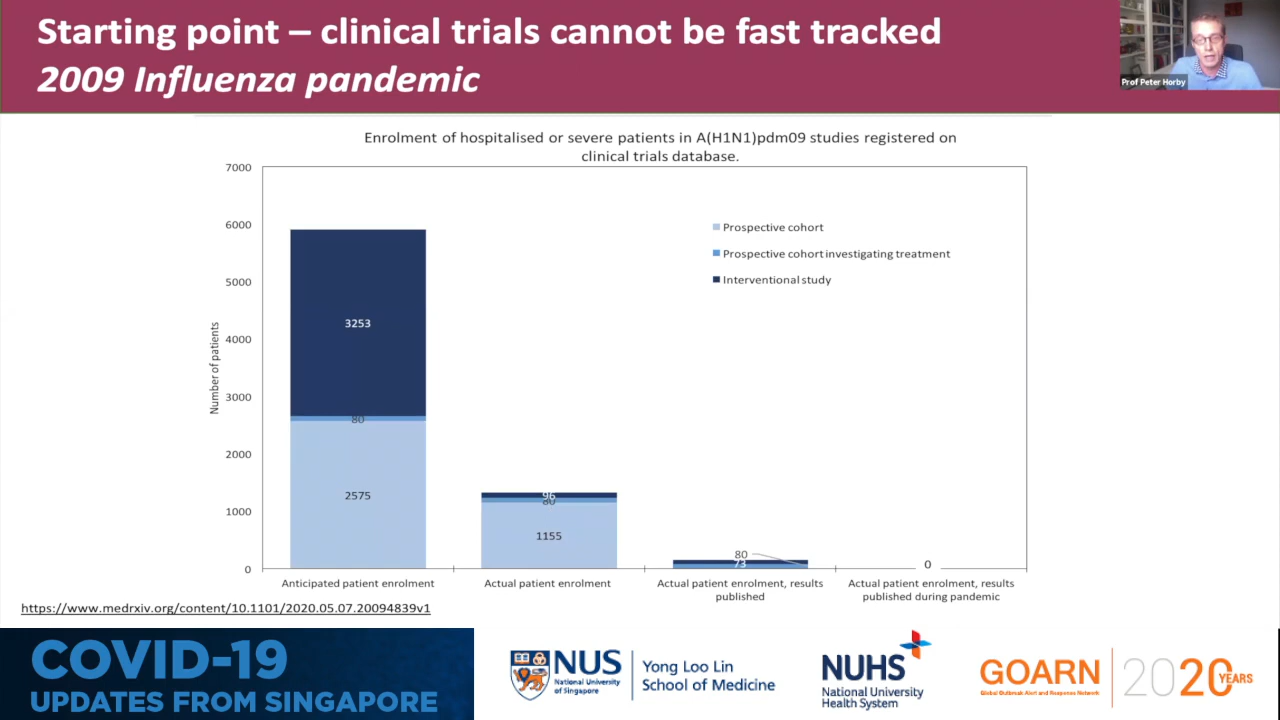 Starting point – clinical trials cannot be fast tracked
2009 Influenza pandemic
Prof Peter Horby
Enrolment of hospitalised or severe patients in A(H1N1)pdm09 studies registered on
clinical trials database.
Number of patients
7000
6000
5000
4000
3000
2000
1000
0
Prospective cohort
Prospective cohort investigating treatment
Interventional study
3253
80
2575
96
80
1155
80
73
0
Anticipated patient enrolment
Actual patient enrolment
Actual patient enrolment, results
published
Actual patient enrolment, results
published during pandemic
https://www.medrxiv.org/content/10.1101/2020.05.07.20094839v1
COVID-19
UPDATES FROM SINGAPORE
NUS
National University
of Singapore
Yong Loo Lin
School of Medicine
NUHS
National University
Health System
GOARN
Global Outbreak Alert and Response Network
2020 YEARS